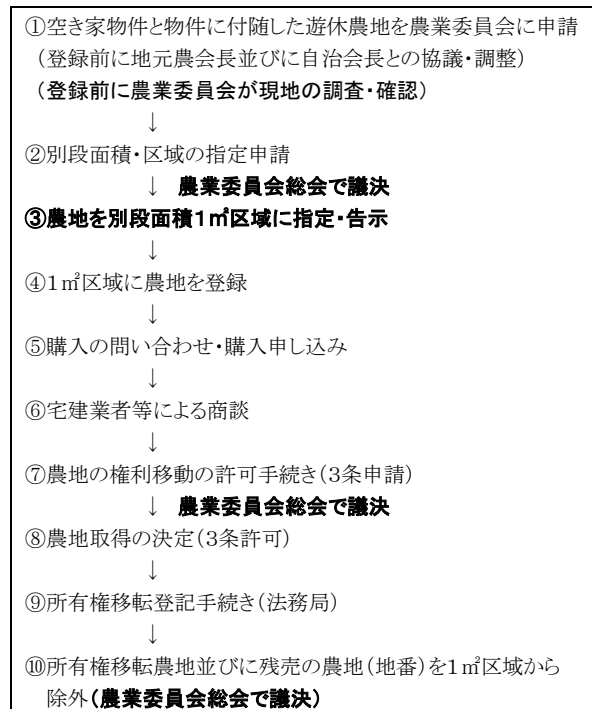 ①空き家物件と物件に付随した遊休農地を農業委員会に申請
（登録前に地元農会長並びに自治会長との協議・調整）
（登録前に農業委員会が現地の調査・確認）
↓
②別段面積・区域の指定申請
↓ 農業委員会総会で議決
③農地を別段面積1㎡区域に指定・告示
↓
④1㎡区域に農地を登録
↓
⑤購入の問い合わせ・購入申し込み
↓
⑥宅建業者等による商談
↓
⑦農地の権利移動の許可手続き(3条申請)
↓ 農業委員会総会で議決
⑧農地取得の決定(3条許可)
↓
⑨所有権移転登記手続き(法務局)
↓
⑩所有権移転農地並びに残売の農地(地番)を1㎡区域から
除外(農業委員会総会で議決)